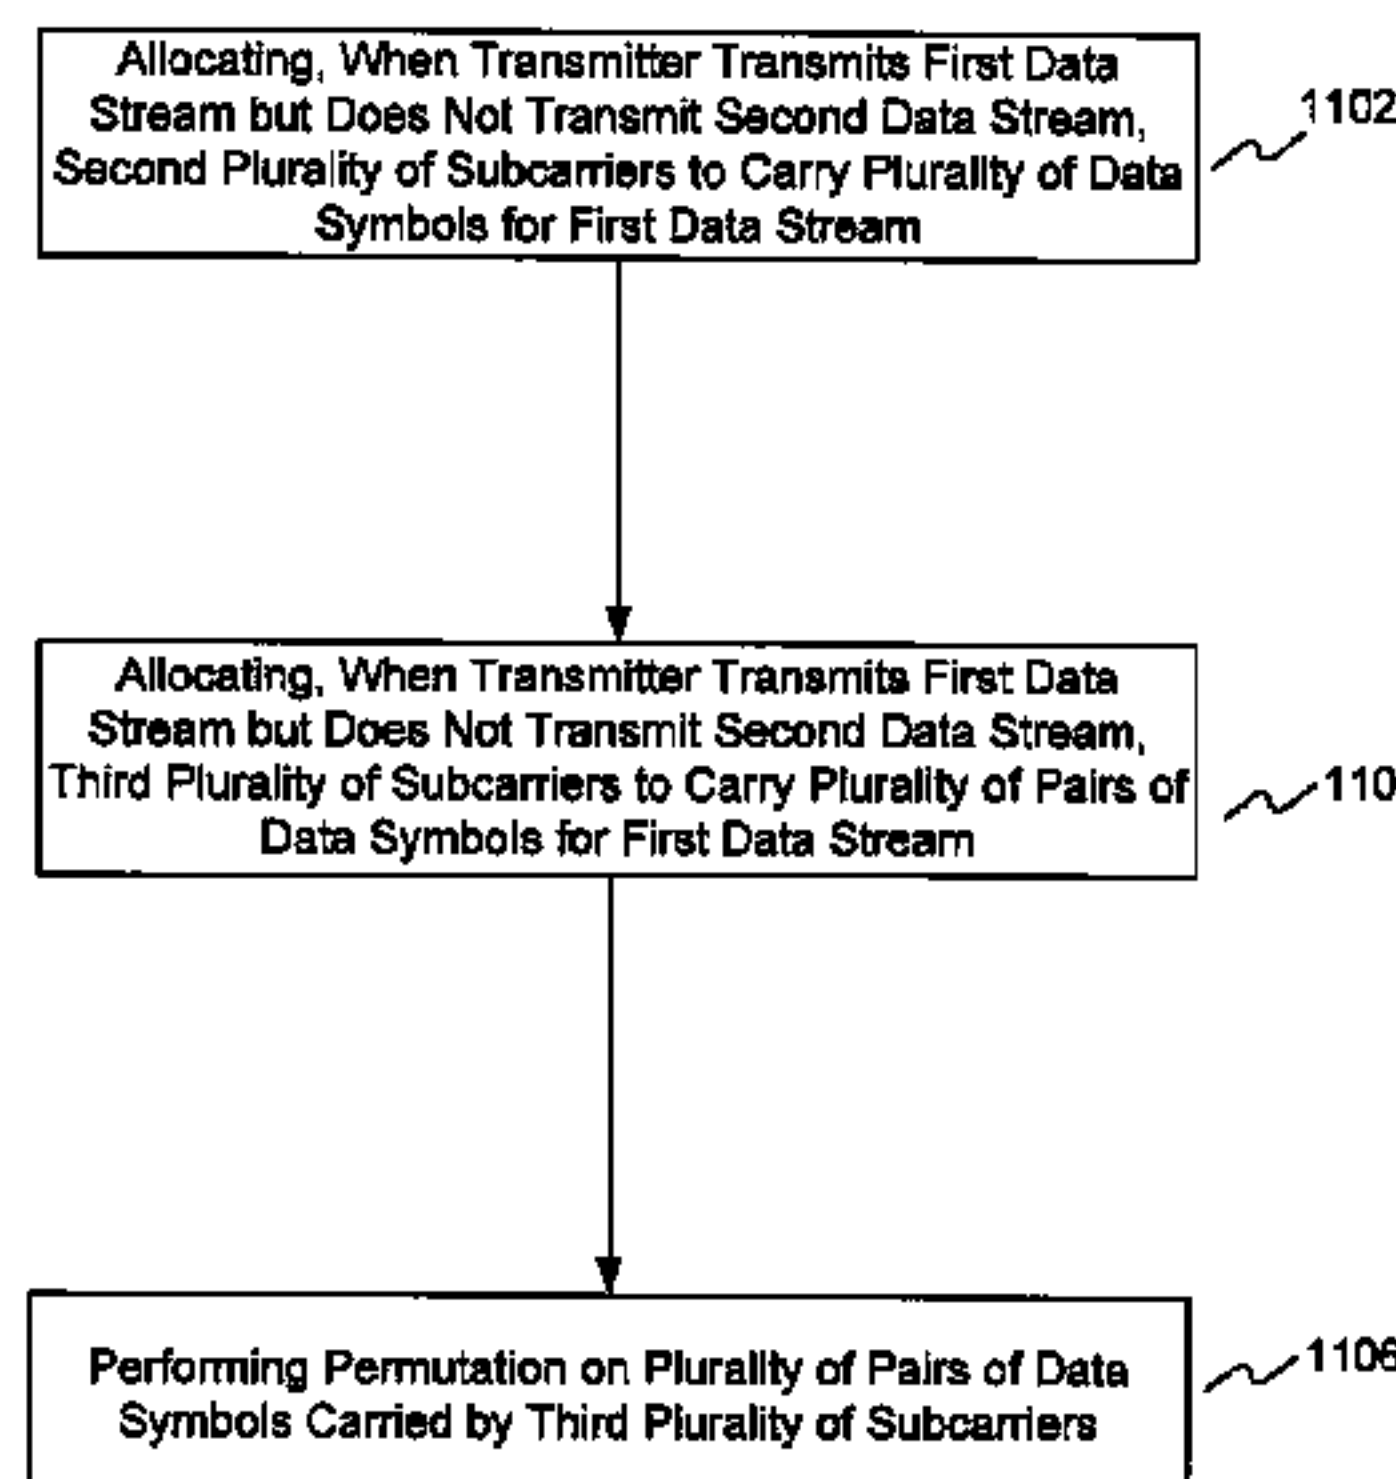 Allocating, When Transmitter Transmits First Data
Stream but Does Not Transmit Second Data Stream,
Second Plurality of Subcarriers to Carry Plurality of Data
Symbols for First Data Stream
1102
Allocating, When Transmitter Transmits First Data
Stream but Does Not Transmit Second Data Stream,
Third Plurality of Subcarriers to Carry Plurality of Pairs of
Data Symbols for First Data Stream
110
Performing Permutation on Plurality of Pairs of Data
Symbols Carried by Third Plurality of Subcarriers
1106